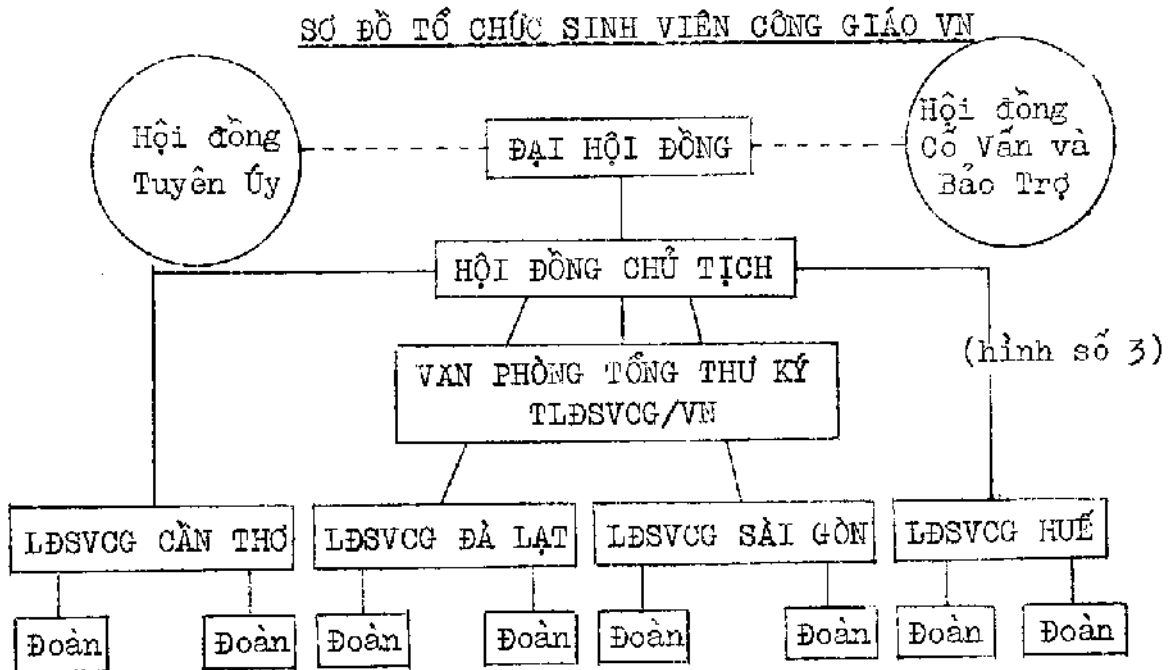 SƠ ĐỒ TỔ CHỨC SINH VIÊN CÔNG GIÁO VN
Hội đồng
Tuyên Úy
ĐẠI HỘI ĐỒNG
Hội đồng
Cố Vấn và
Bảo Trợ
HỘI ĐỒNG CHỦ TỊCH
(hình số 3)
VĂN PHÒNG TỔNG THƯ KÝ
TLĐSVCG/VN
LĐSVCG CẦN THƠ
LĐSVCG ĐÀ LẠT
LĐSVCG SÀI GÒN
LĐSVCG HUẾ
Đoàn
Đoàn
Đoàn
Đoàn
Đoàn
Đoàn
Đoàn
Đoàn